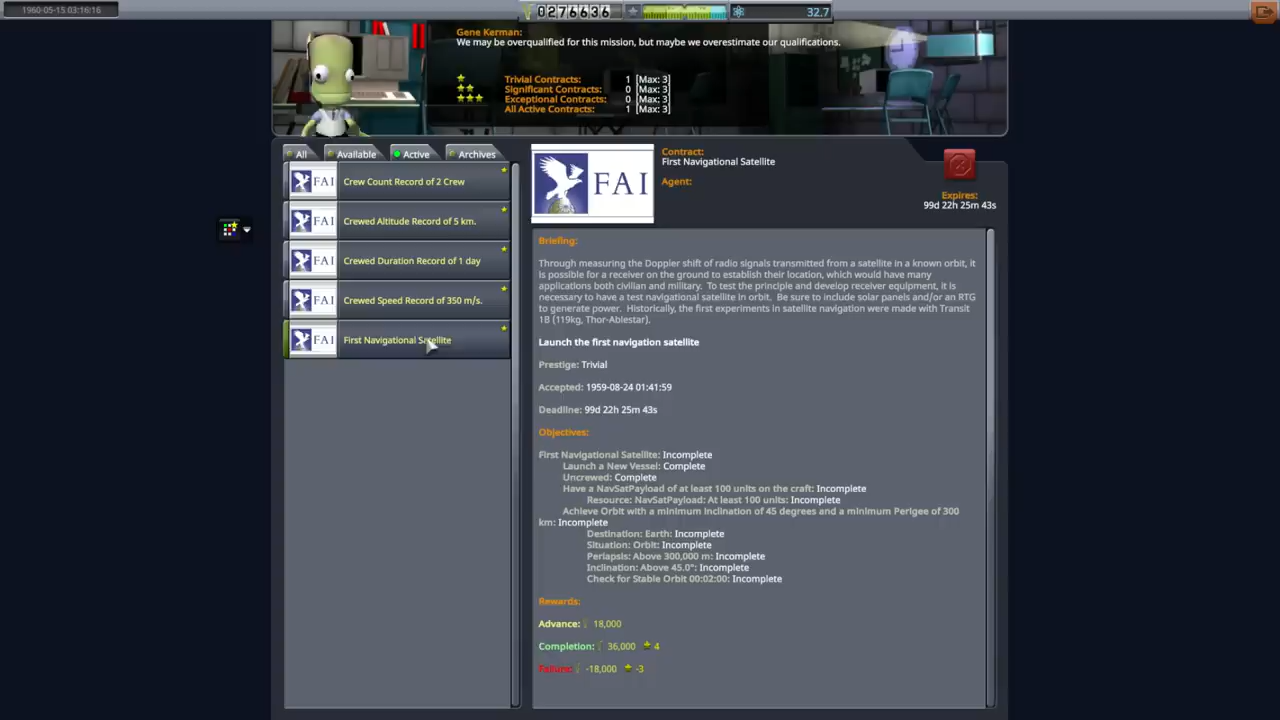 1960-05-15 03:16:16
0276636
32.7
Gene Kerman:
We may be overqualified for this mission, but maybe we overestimate our qualifications.
Trivial Contracts: 1 [Max: 3]
Significant Contracts: 0 [Max: 3]
Exceptional Contracts: 0 [Max: 3]
All Active Contracts: 1 [Max: 3]
All Available Active Archives
FAI Crew Count Record of 2 Crew
FAI Crewed Altitude Record of 5 km.
FAI Crewed Duration Record of 1 day
FAI Crewed Speed Record of 350 m/s.
FAI First Navigational Satellite
FAI
Contract:
First Navigational Satellite
Agent:
Expires:
99d 22h 25m 43s
Briefing:
Through measuring the Doppler shift of radio signals transmitted from a satellite in a known orbit, it
is possible for a receiver on the ground to establish their location, which would have many
applications both civilian and military. To test the principle and develop receiver equipment, it is
necessary to have a test navigational satellite in orbit. Be sure to include solar panels and/or an RTG
to generate power. Historically, the first experiments in satellite navigation were made with Transit
1B (119kg, Thor-Ablestar).
Launch the first navigation satellite
Prestige: Trivial
Accepted: 1959-08-24 01:41:59
Deadline: 99d 22h 25m 43s
Objectives:
First Navigational Satellite: Incomplete
Launch a New Vessel: Complete
Uncrewed: Complete
Have a NavSatPayload of at least 100 units on the craft: Incomplete
Resource: NavSatPayload: At least 100 units: Incomplete
Achieve Orbit with a minimum inclination of 45 degrees and a minimum Perigee of 300
km: Incomplete
Destination: Earth: Incomplete
Situation: Orbit: Incomplete
Periapsis: Above 300,000 m: Incomplete
Inclination: Above 45.0°: Incomplete
Check for Stable Orbit 00:02:00: Incomplete
Rewards:
Advance: 18,000
Completion: 36,000 4
Failure: -18,000 -3